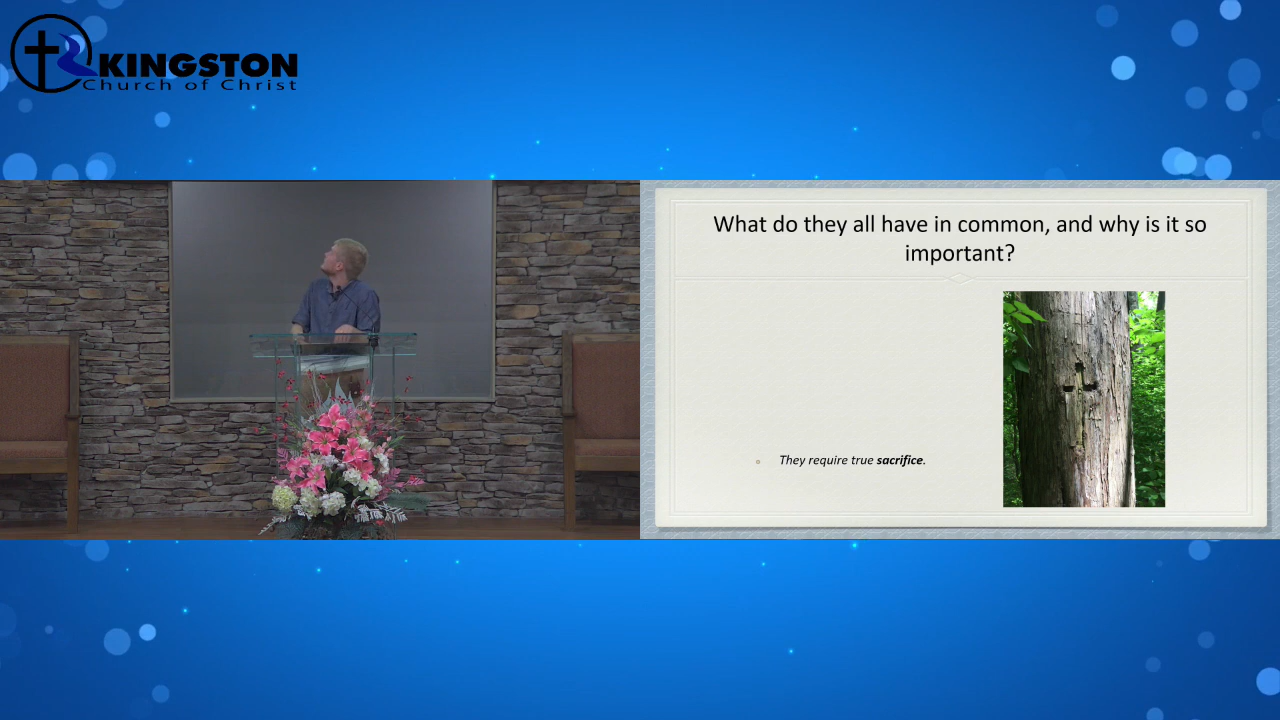 KINGSTON
Church of Christ
What do they all have in common, and why is it so
important?
They require true sacrifice.